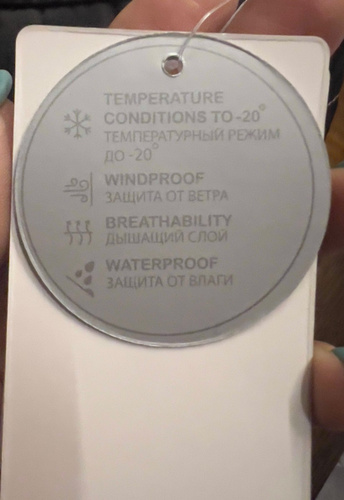 TEMPERATURE
CONDITIONS TO -20°
ТЕМПЕРАТУРНЫЙ РЕЖИМ
ДО -20°
WINDPROOF
ЗАЩИТА ОТ ВЕТРА
BREATHABILITY
ДЫШАЩИЙ СЛОЙ
WATERPROOF
ЗАЩИТА ОТ ВЛАГИ